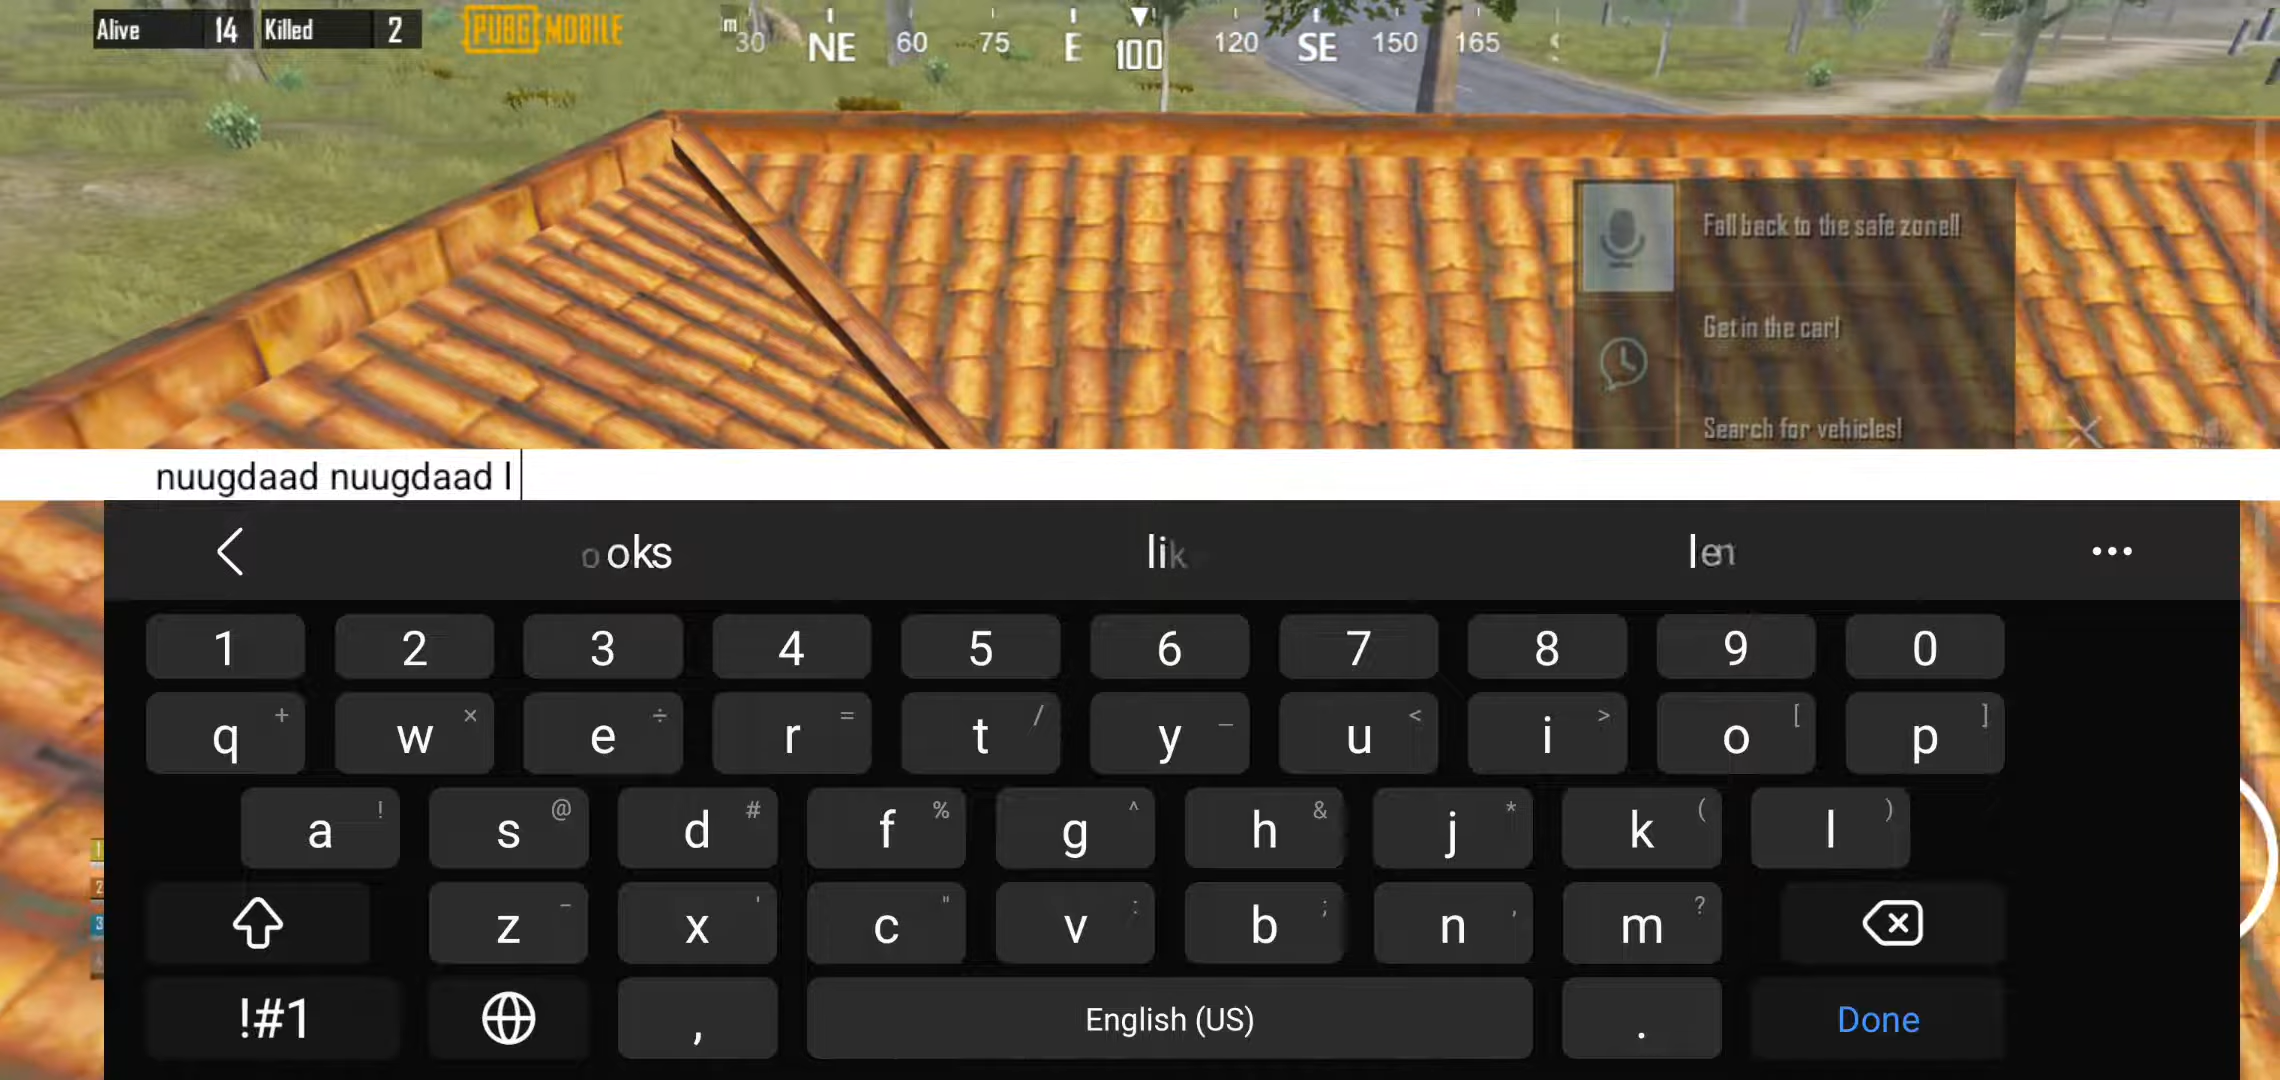 Alive 14 Killed 2 PUBG MOBILE
30 NE 60 75 E 100 120 SE 150 165
Fall back to the safe zone!!
Get in the car!
Search for vehicles!
nuugdaad nuugdaad l
oks li
1 2 3 4 5 6 7 8 9 0
q + w × e ÷ r = t / y _ u < i > o [ p ]
a ! s @ d # f % g ^ h & j * k ( l )
z - x ' c " v : b ; n , m ?
!#1 , English (US) . Done